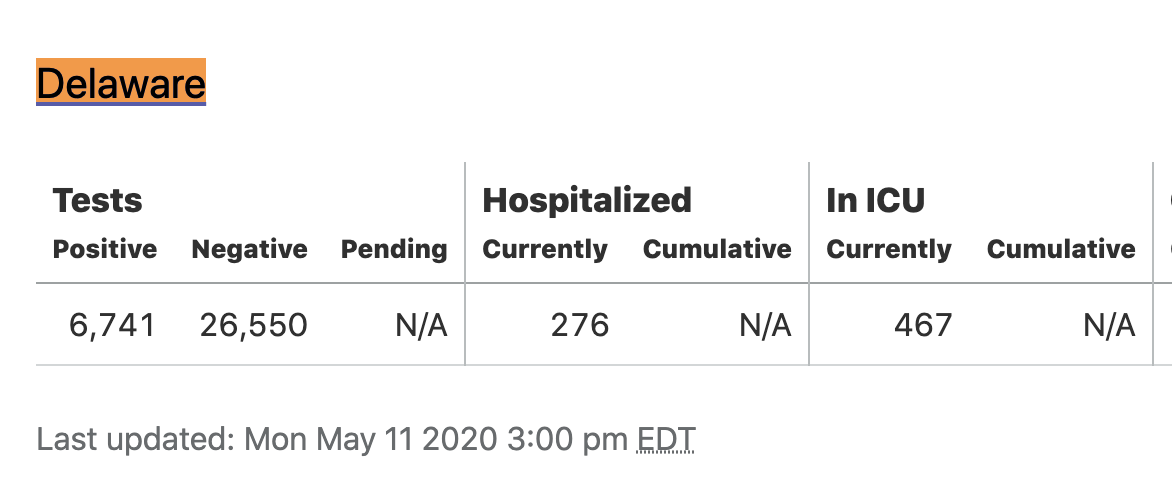 Delaware
Tests Hospitalized In ICU
Positive Negative Pending Currently Cumulative Currently Cumulative
6,741 26,550 N/A 276 N/A 467 N/A
Last updated: Mon May 11 2020 3:00 pm EDT